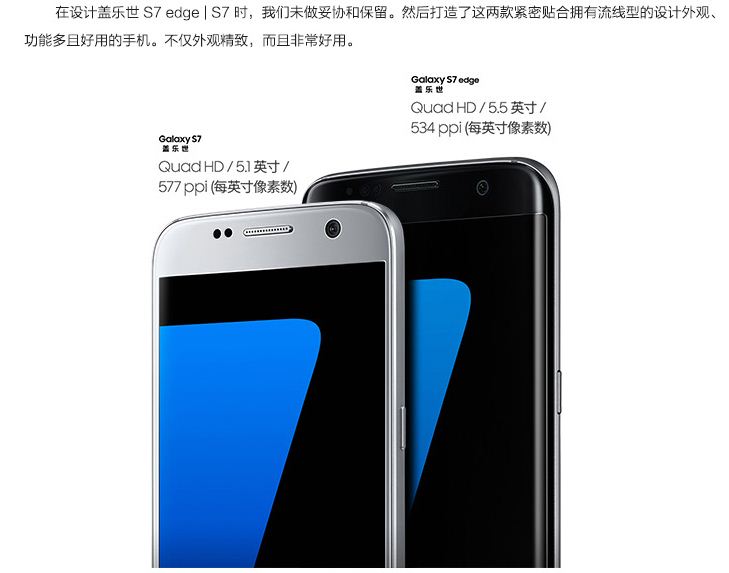 在设计盖乐世 S7 edge | S7 时，我们未做妥协和保留。然后打造了这两款紧密贴合拥有流线型的设计外观、
功能多且好用的手机。不仅外观精致，而且非常好用。
Galaxy S7 edge
盖乐世
Quad HD / 5.5 英寸 /
534 ppi (每英寸像素数)
Galaxy S7
盖乐世
Quad HD / 5.1 英寸 /
577 ppi (每英寸像素数)